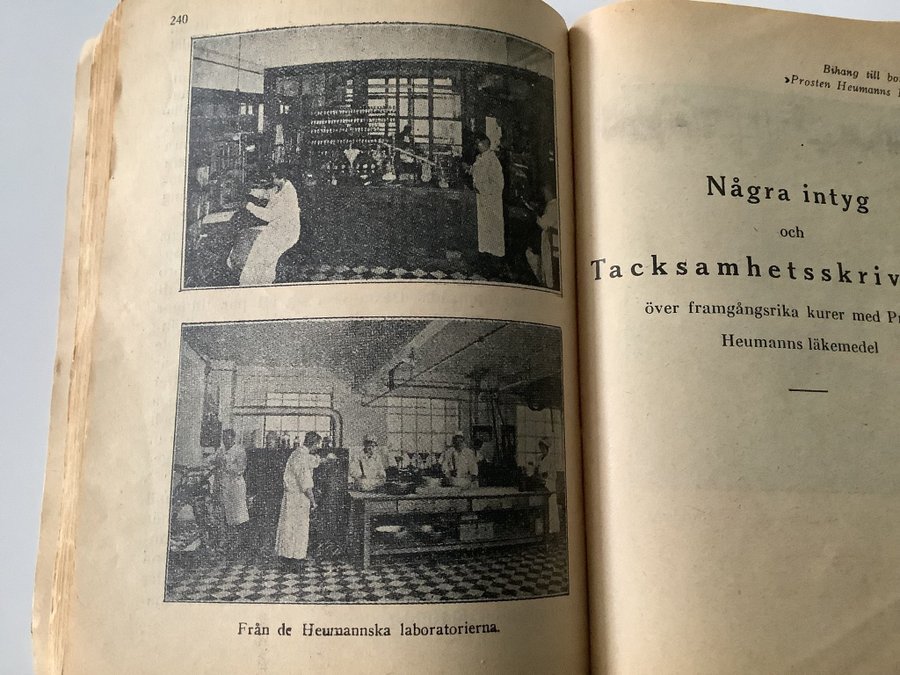 240
Från de Heumannska laboratorierna.
Bihang till
»Prosten Heumanns
Några intyg
och
Tacksamhetsskriv
över framgångsrika kurer med
Heumanns läkemedel